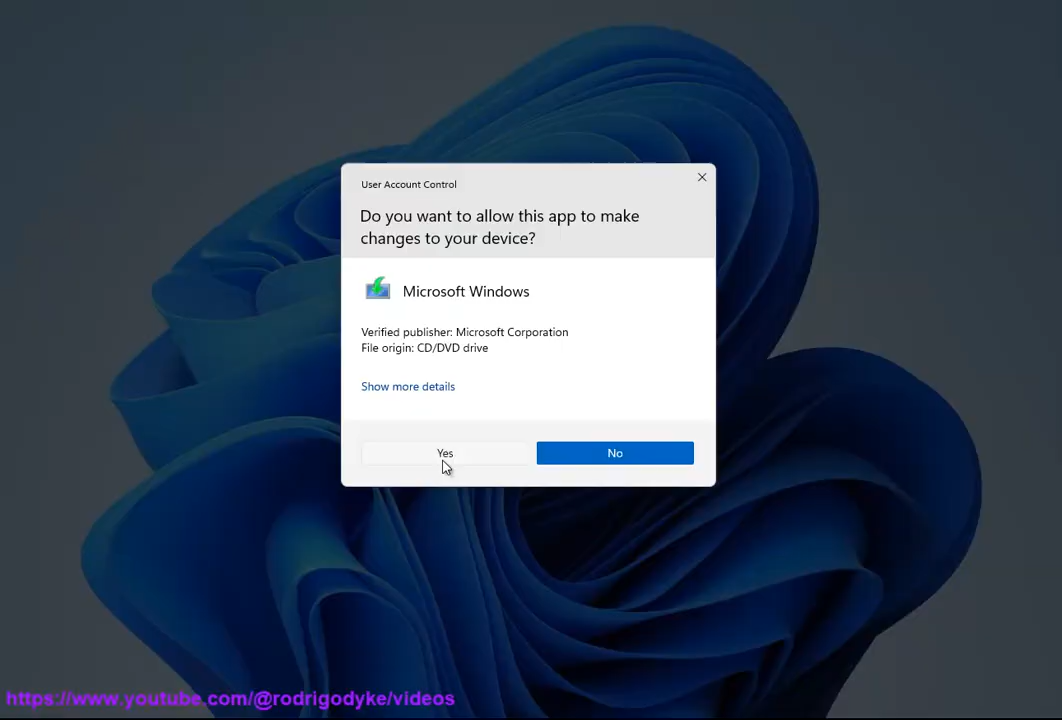 User Account Control
Do you want to allow this app to make
changes to your device?
Microsoft Windows
Verified publisher: Microsoft Corporation
File origin: CD/DVD drive
Show more details
Yes
No
https://www.youtube.com/@rodrigodyke/videos